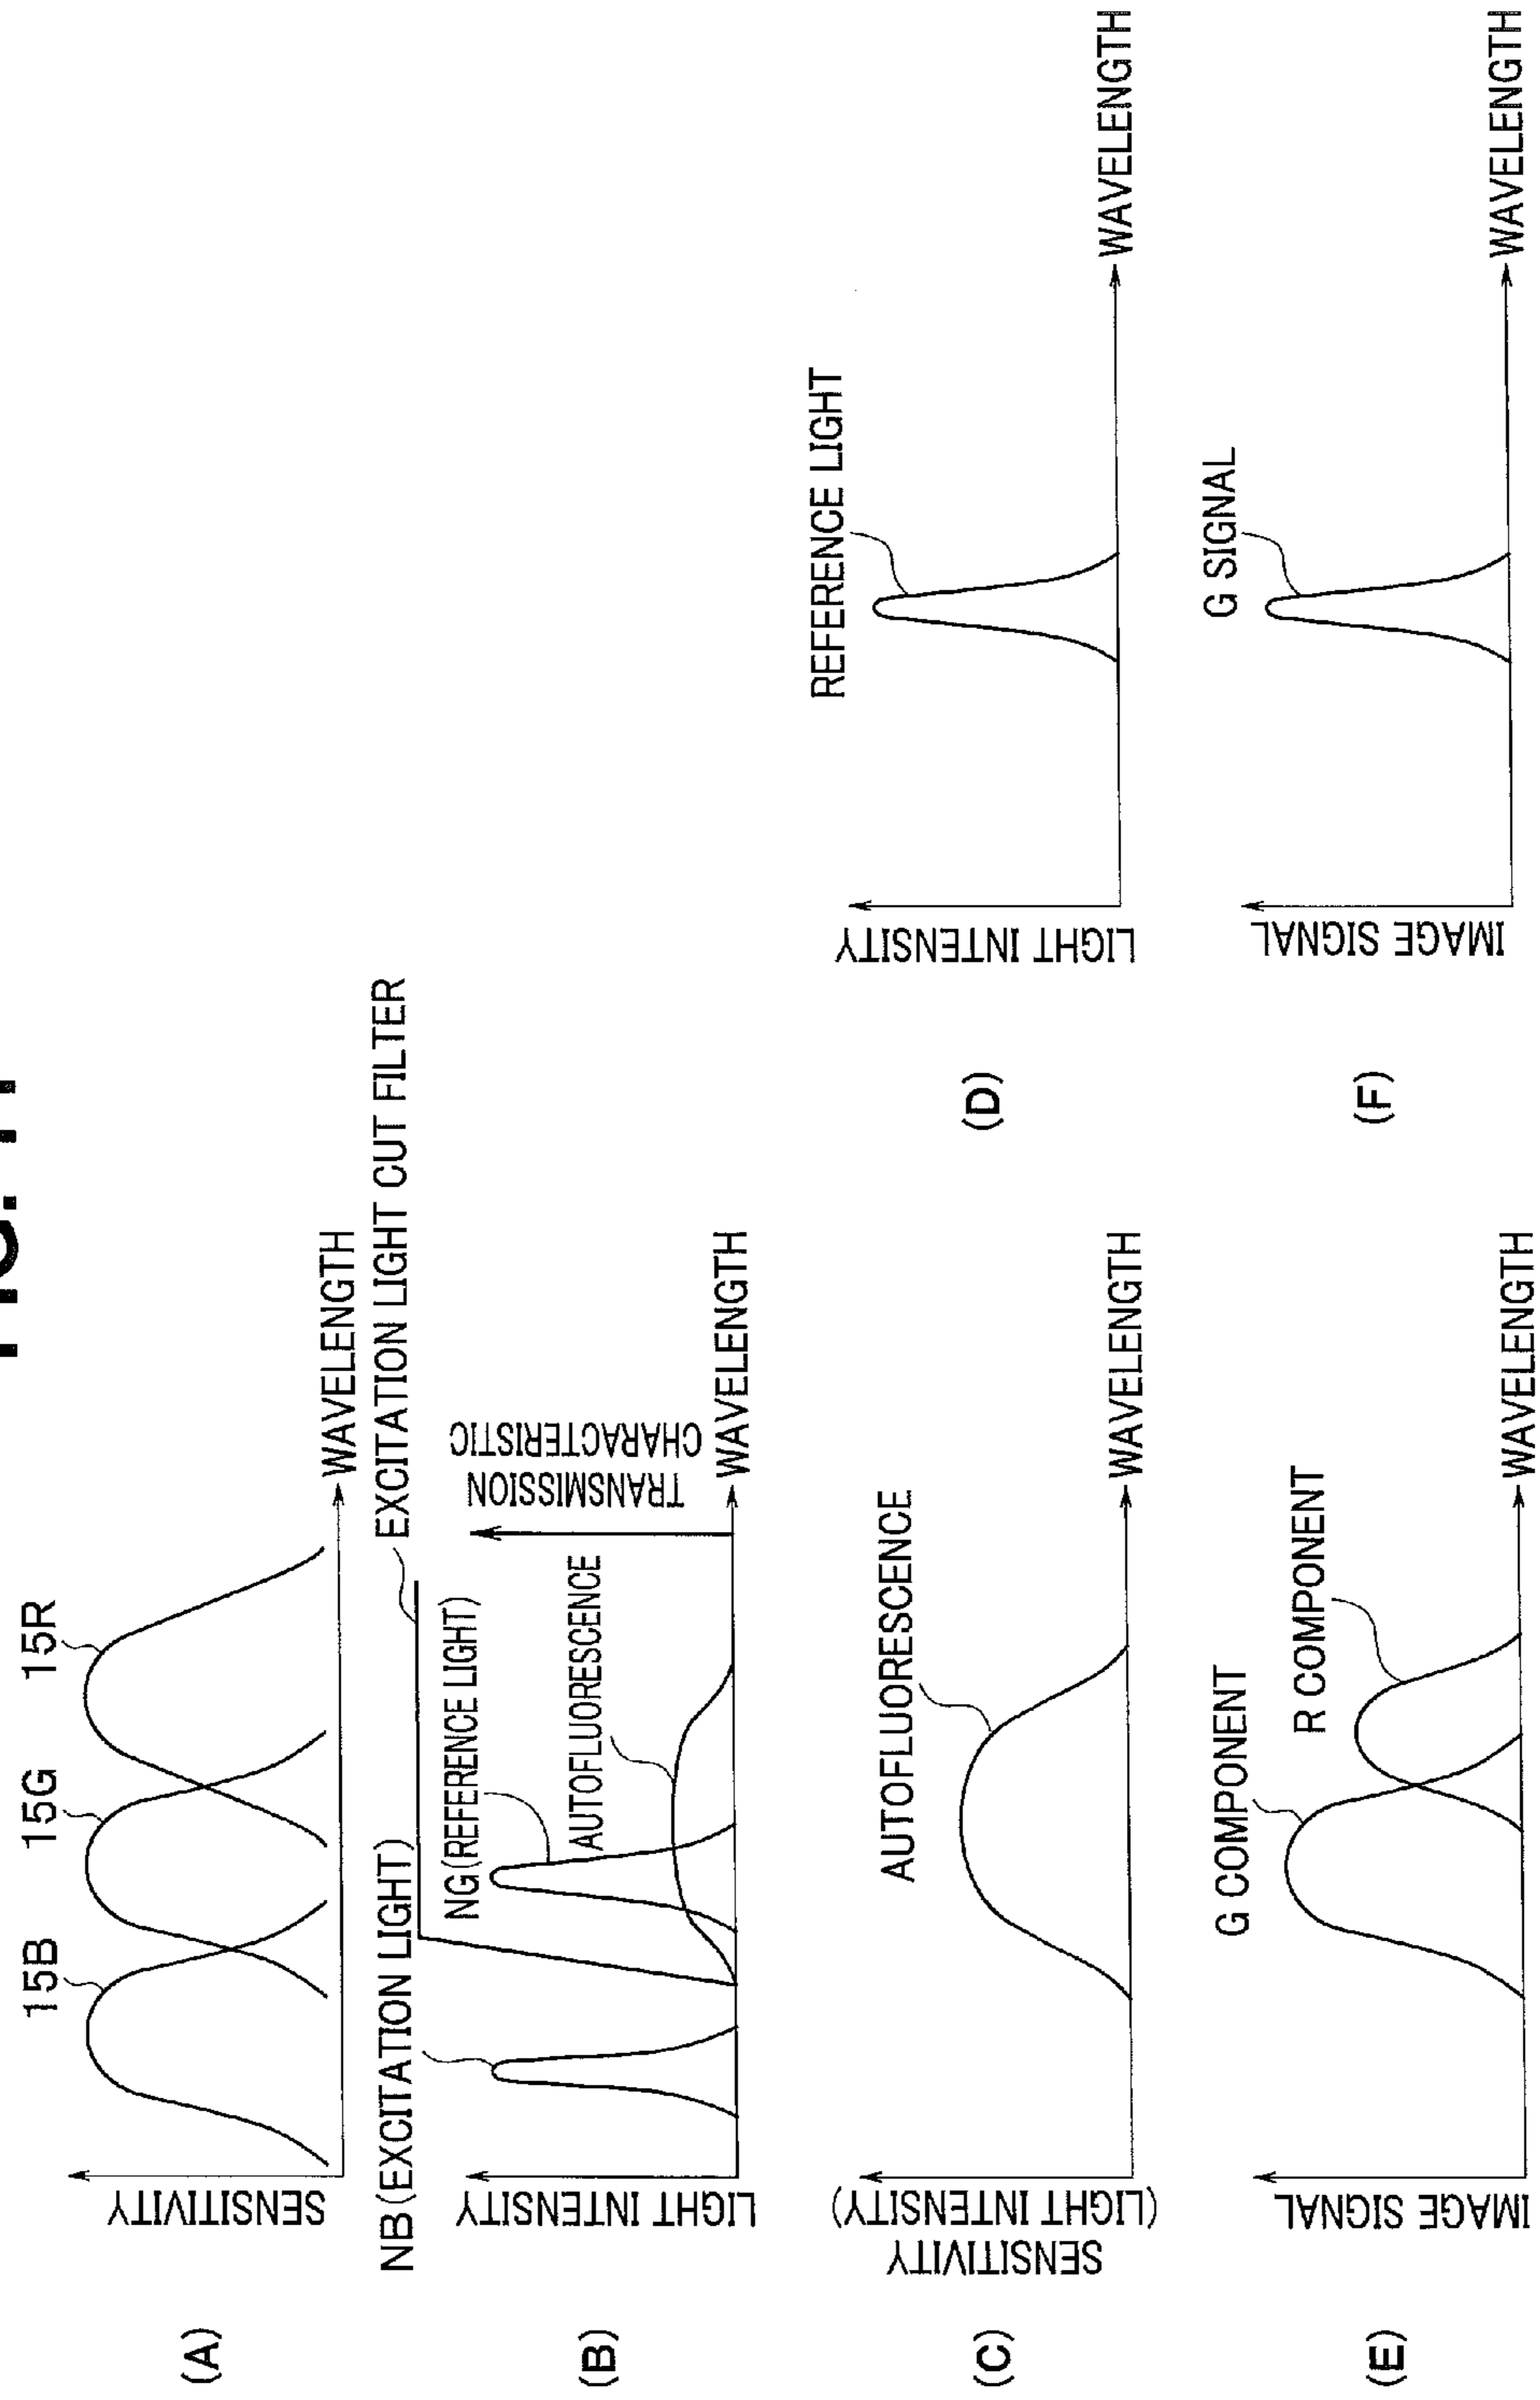 (A)
SENSITIVITY
15B
15G
15R
WAVELENGTH
(B)
LIGHT INTENSITY
NB(EXCITATION LIGHT)
NG(REFERENCE LIGHT)
AUTOFLUORESCENCE
TRANSMISSION
CHARACTERISTIC
EXCITATION LIGHT CUT FILTER
WAVELENGTH
(C)
SENSITIVITY
(LIGHT INTENSITY)
AUTOFLUORESCENCE
WAVELENGTH
(D)
LIGHT INTENSITY
REFERENCE LIGHT
WAVELENGTH
(E)
IMAGE SIGNAL
G COMPONENT
R COMPONENT
WAVELENGTH
(F)
IMAGE SIGNAL
G SIGNAL
WAVELENGTH